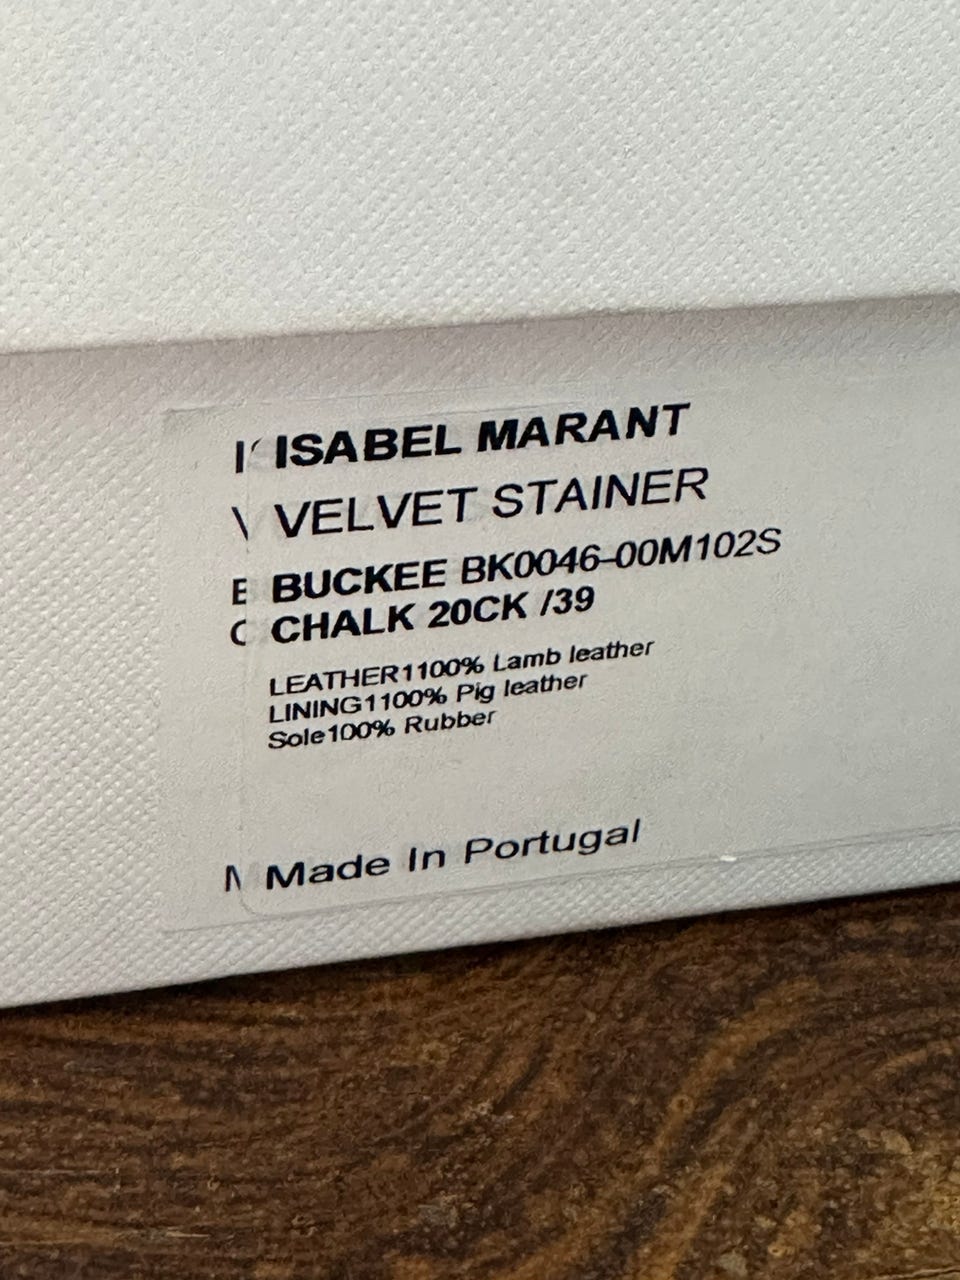 ISABEL MARANT
VELVET STAINER
BUCKEE BK0046-00M102S
CHALK 20CK /39
LEATHER1100% Lamb leather
LINING1100% Pig leather
Sole100% Rubber
Made In Portugal